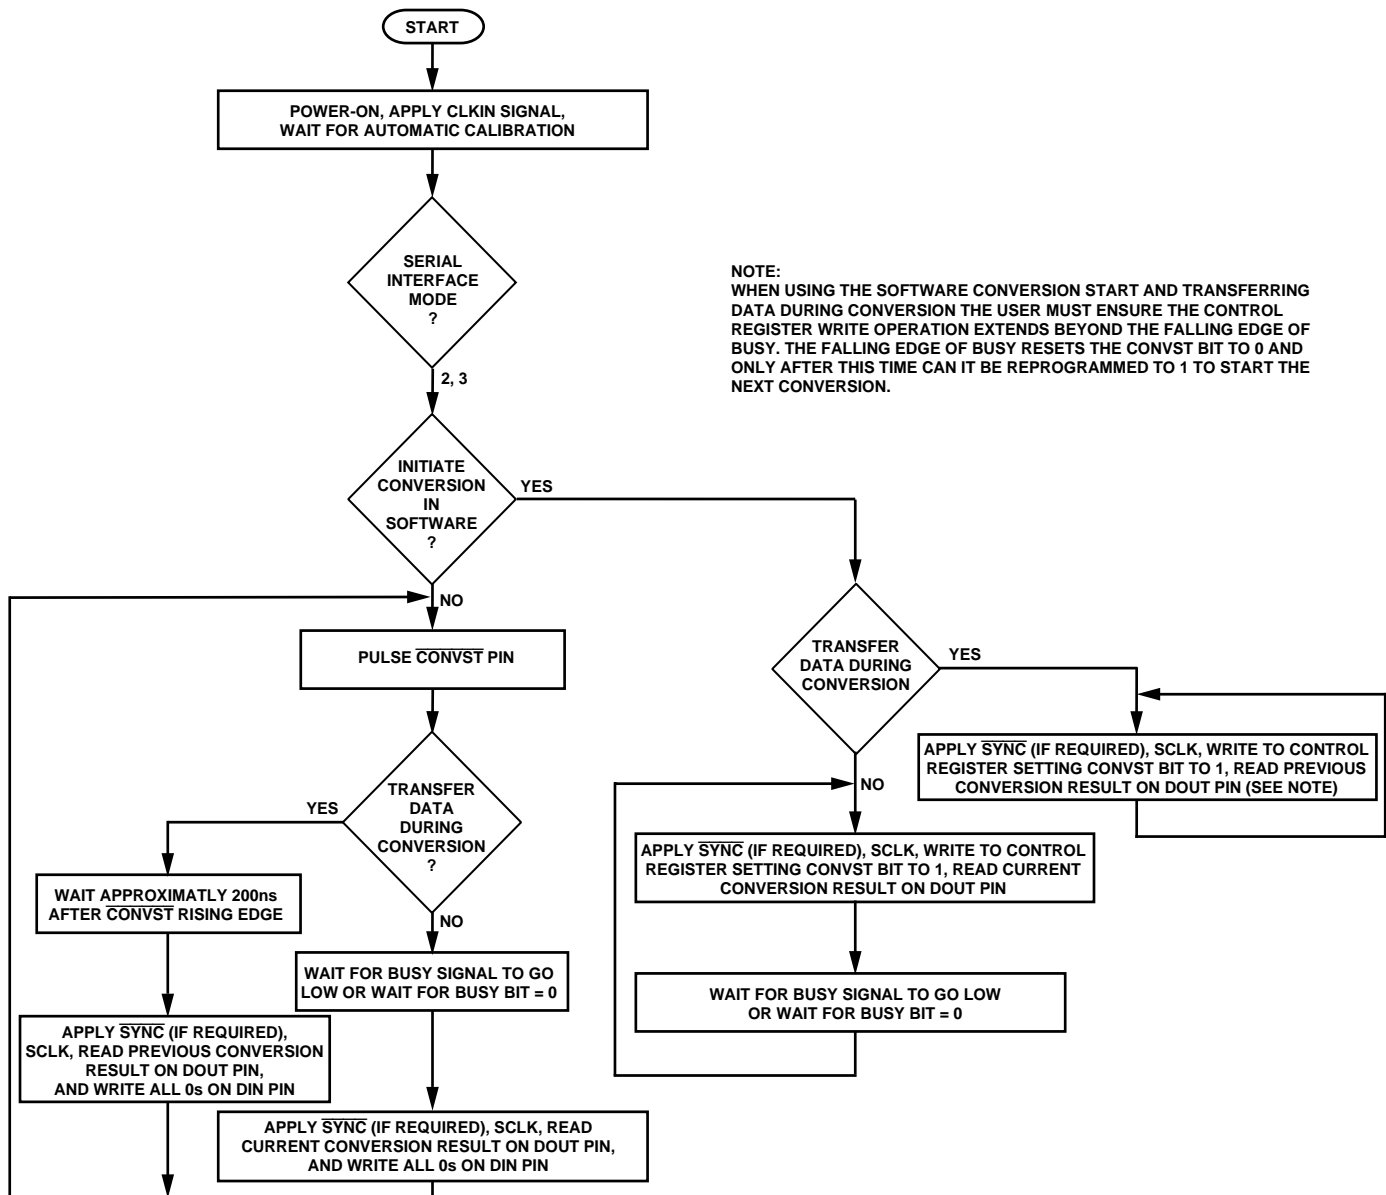 START
POWER-ON, APPLY CLKIN SIGNAL,
WAIT FOR AUTOMATIC CALIBRATION
SERIAL
INTERFACE
MODE
?
NOTE:
WHEN USING THE SOFTWARE CONVERSION START AND TRANSFERRING
DATA DURING CONVERSION THE USER MUST ENSURE THE CONTROL
REGISTER WRITE OPERATION EXTENDS BEYOND THE FALLING EDGE OF
BUSY. THE FALLING EDGE OF BUSY RESETS THE CONVST BIT TO 0 AND
ONLY AFTER THIS TIME CAN IT BE REPROGRAMMED TO 1 TO START THE
NEXT CONVERSION.
2, 3
INITIATE
CONVERSION
IN
SOFTWARE
?
YES
NO
PULSE CONVST PIN
TRANSFER
DATA DURING
CONVERSION
YES
APPLY SYNC (IF REQUIRED), SCLK, WRITE TO CONTROL
REGISTER SETTING CONVST BIT TO 1, READ PREVIOUS
CONVERSION RESULT ON DOUT PIN (SEE NOTE)
NO
APPLY SYNC (IF REQUIRED), SCLK, WRITE TO CONTROL
REGISTER SETTING CONVST BIT TO 1, READ CURRENT
CONVERSION RESULT ON DOUT PIN
WAIT FOR BUSY SIGNAL TO GO LOW
OR WAIT FOR BUSY BIT = 0
TRANSFER
DATA
DURING
CONVERSION
?
YES
WAIT APPROXIMATLY 200ns
AFTER CONVST RISING EDGE
NO
WAIT FOR BUSY SIGNAL TO GO
LOW OR WAIT FOR BUSY BIT = 0
APPLY SYNC (IF REQUIRED),
SCLK, READ PREVIOUS CONVERSION
RESULT ON DOUT PIN,
AND WRITE ALL 0s ON DIN PIN
APPLY SYNC (IF REQUIRED), SCLK, READ
CURRENT CONVERSION RESULT ON DOUT PIN,
AND WRITE ALL 0s ON DIN PIN